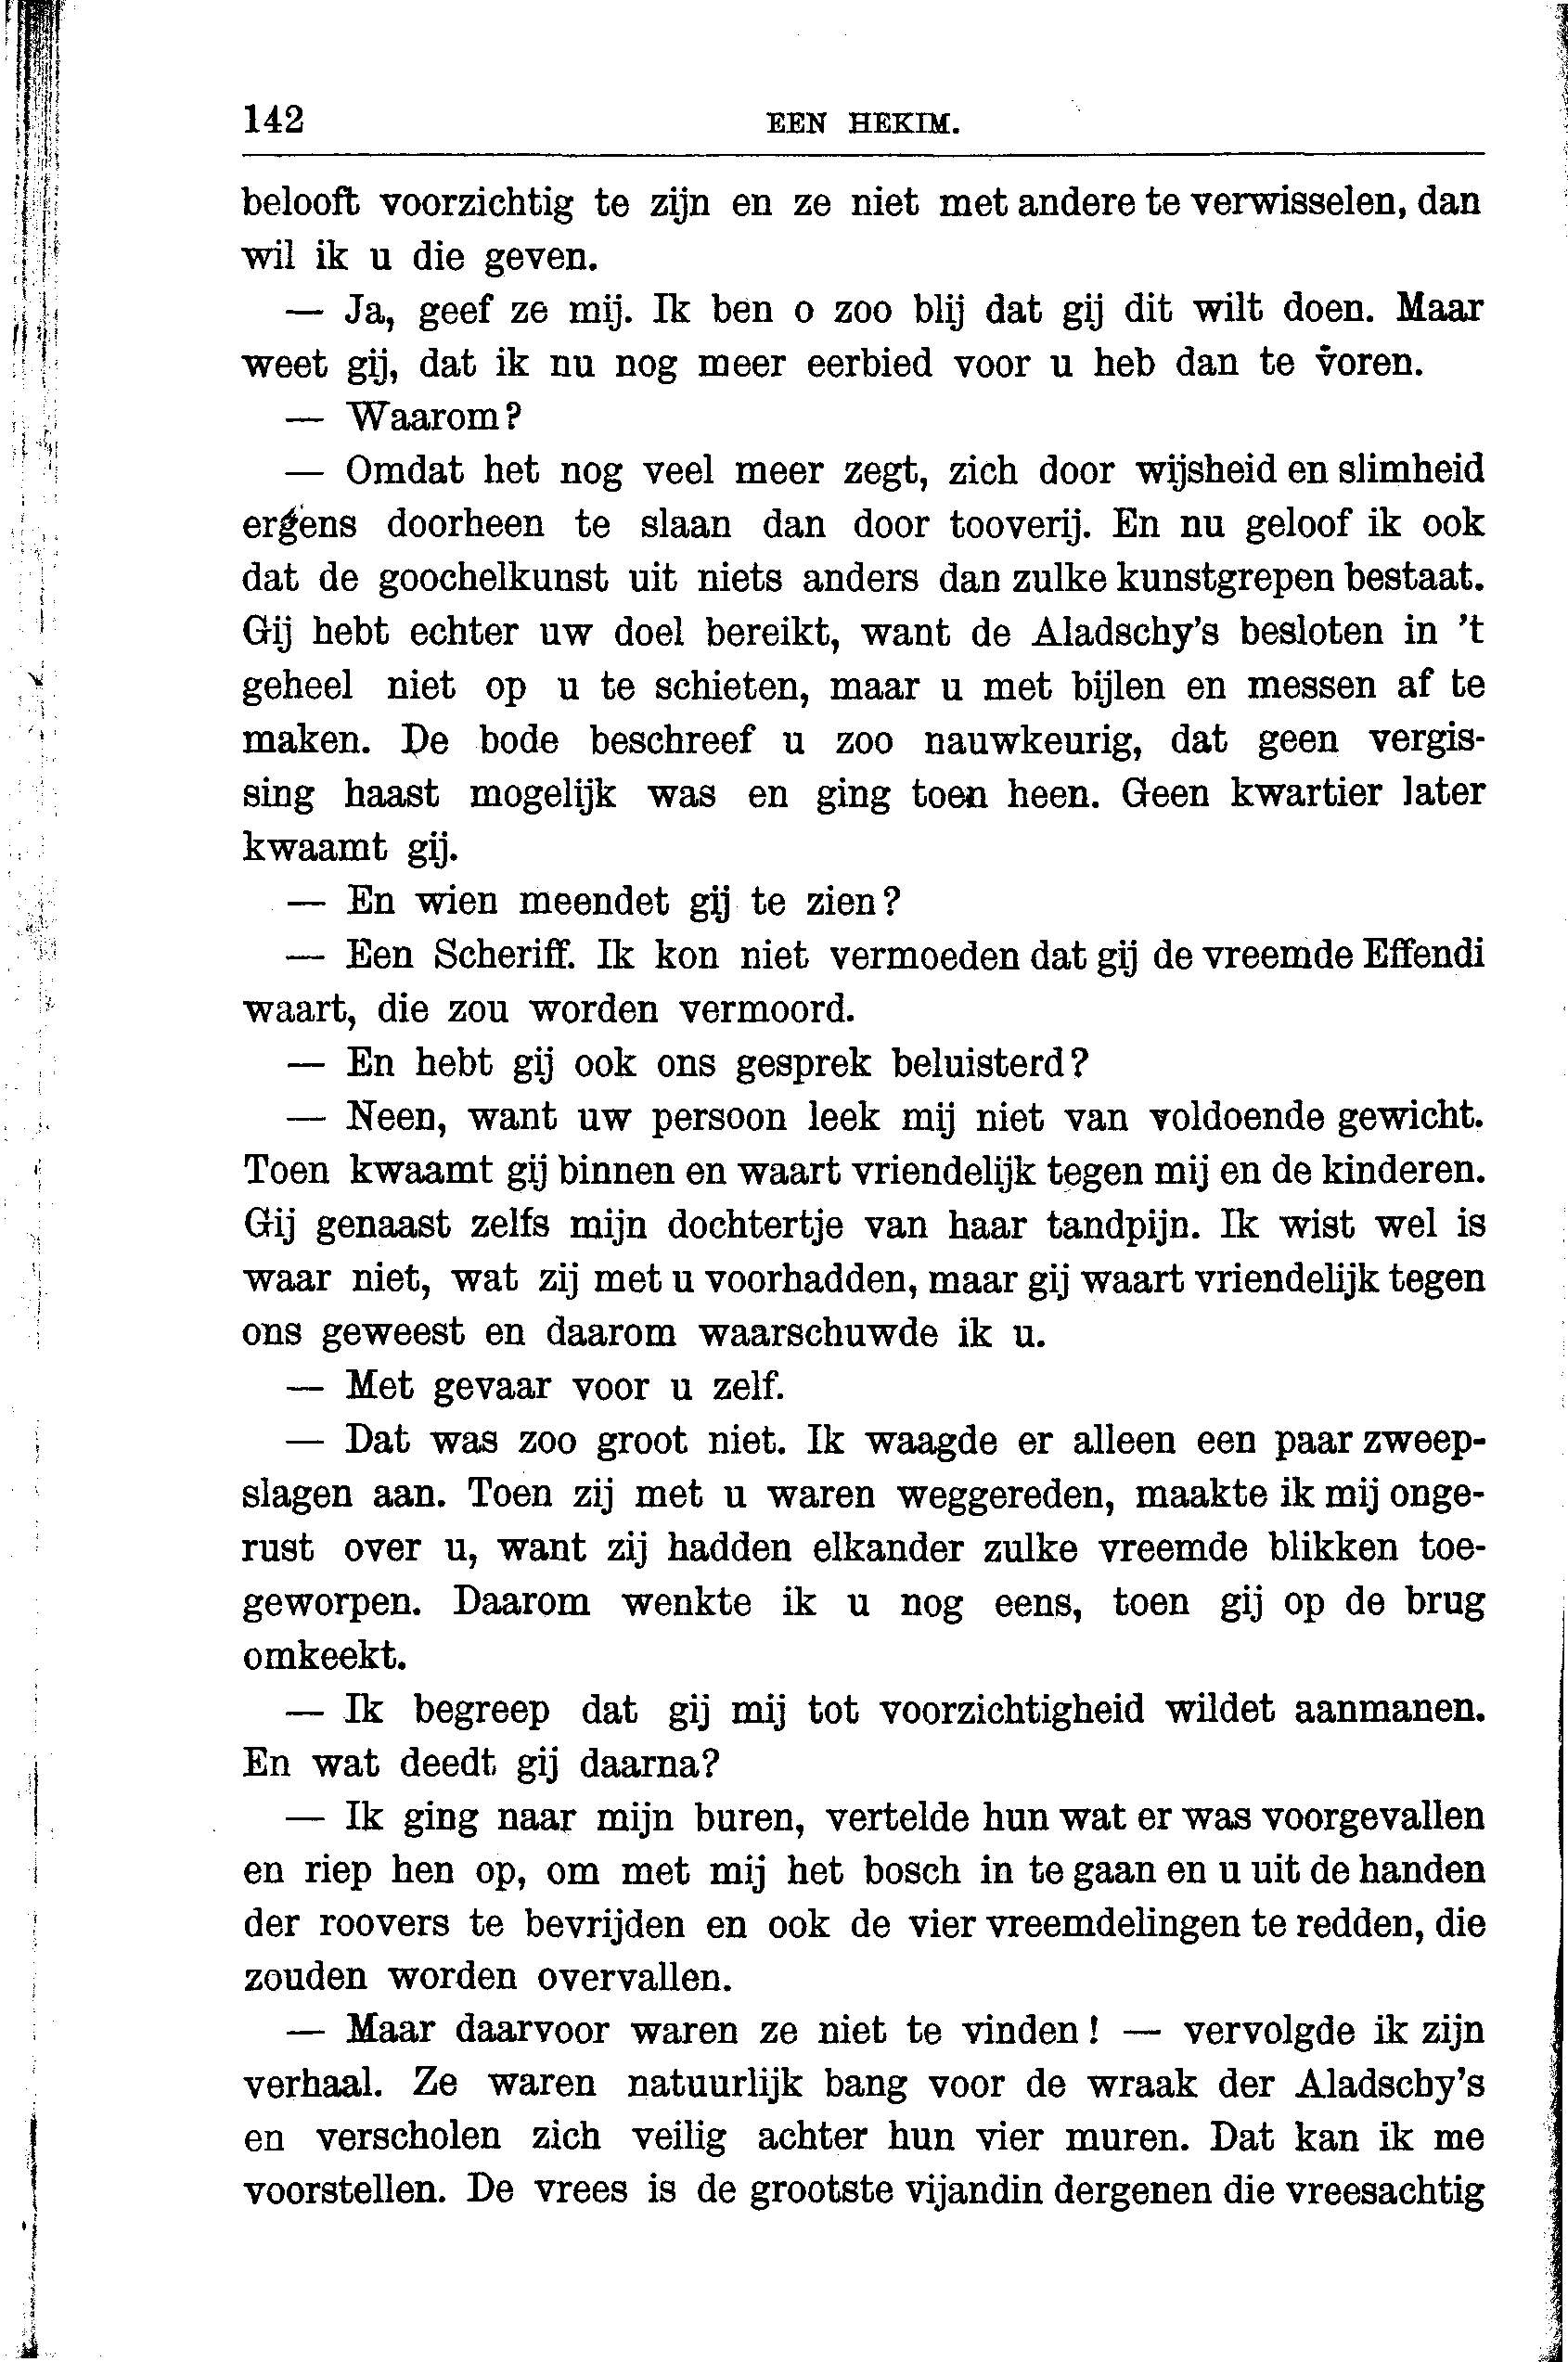 142 EEN HEKIM.
belooft voorzichtig te zijn en ze niet met andere te verwisselen, dan
wil ik u die geven.
— Ja, geef ze mij. Ik ben o zoo blij dat gij dit wilt doen. Maar
weet gij, dat ik nu nog meer eerbied voor u heb dan te voren.
— Waarom?
— Omdat het nog veel meer zegt, zich door wijsheid en slimheid
ergens doorheen te slaan dan door tooverij. En nu geloof ik ook
dat de goochelkunst uit niets anders dan zulke kunstgrepen bestaat.
Gij hebt echter uw doel bereikt, want de Aladschy's besloten in 't
geheel niet op u te schieten, maar u met bijlen en messen af te
maken. De bode beschreef u zoo nauwkeurig, dat geen vergis-
sing haast mogelijk was en ging toen heen. Geen kwartier later
kwaamt gij.
— En wien meendet gij te zien?
— Een Scheriff. Ik kon niet vermoeden dat gij de vreemde Effendi
waart, die zou worden vermoord.
— En hebt gij ook ons gesprek beluisterd?
— Neen, want uw persoon leek mij niet van voldoende gewicht.
Toen kwaamt gij binnen en waart vriendelijk tegen mij en de kinderen.
Gij genaast zelfs mijn dochtertje van haar tandpijn. Ik wist wel is
waar niet, wat zij met u voorhadden, maar gij waart vriendelijk tegen
ons geweest en daarom waarschuwde ik u.
— Met gevaar voor u zelf.
— Dat was zoo groot niet. Ik waagde er alleen een paar zweep-
slagen aan. Toen zij met u waren weggereden, maakte ik mij onge-
rust over u, want zij hadden elkander zulke vreemde blikken toe-
geworpen. Daarom wenkte ik u nog eens, toen gij op de brug
omkeekt.
— Ik begreep dat gij mij tot voorzichtigheid wildet aanmanen.
En wat deedt gij daarna?
— Ik ging naar mijn buren, vertelde hun wat er was voorgevallen
en riep hen op, om met mij het bosch in te gaan en u uit de handen
der roovers te bevrijden en ook de vier vreemdelingen te redden, die
zouden worden overvallen.
— Maar daarvoor waren ze niet te vinden! — vervolgde ik zijn
verhaal. Ze waren natuurlijk bang voor de wraak der Aladschy's
en verscholen zich veilig achter hun vier muren. Dat kan ik me
voorstellen. De vrees is de grootste vijandin dergenen die vreesachtig